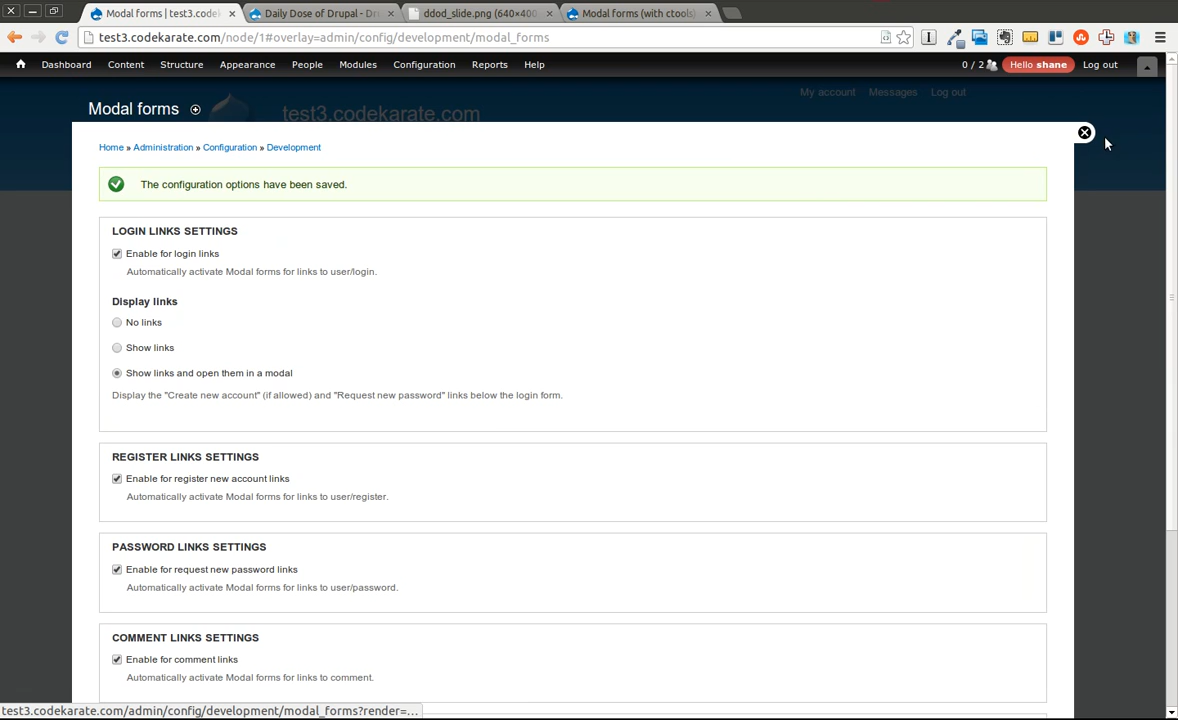 Modal forms | test3.codek
Daily Dose of Drupal - Dr
ddod_slide.png (640×400
Modal forms (with ctools)
test3.codekarate.com/node/1#overlay=admin/config/development/modal_forms
Dashboard Content Structure Appearance People Modules Configuration Reports Help 0 / 2 Hello shane Log out
My account Messages Log out
Modal forms
test3.codekarate.com
Home » Administration » Configuration » Development
The configuration options have been saved.
LOGIN LINKS SETTINGS
Enable for login links
Automatically activate Modal forms for links to user/login.
Display links
No links
Show links
Show links and open them in a modal
Display the "Create new account" (if allowed) and "Request new password" links below the login form.
REGISTER LINKS SETTINGS
Enable for register new account links
Automatically activate Modal forms for links to user/register.
PASSWORD LINKS SETTINGS
Enable for request new password links
Automatically activate Modal forms for links to user/password.
COMMENT LINKS SETTINGS
Enable for comment links
Automatically activate Modal forms for links to comment.
test3.codekarate.com/admin/config/development/modal_forms?render=...